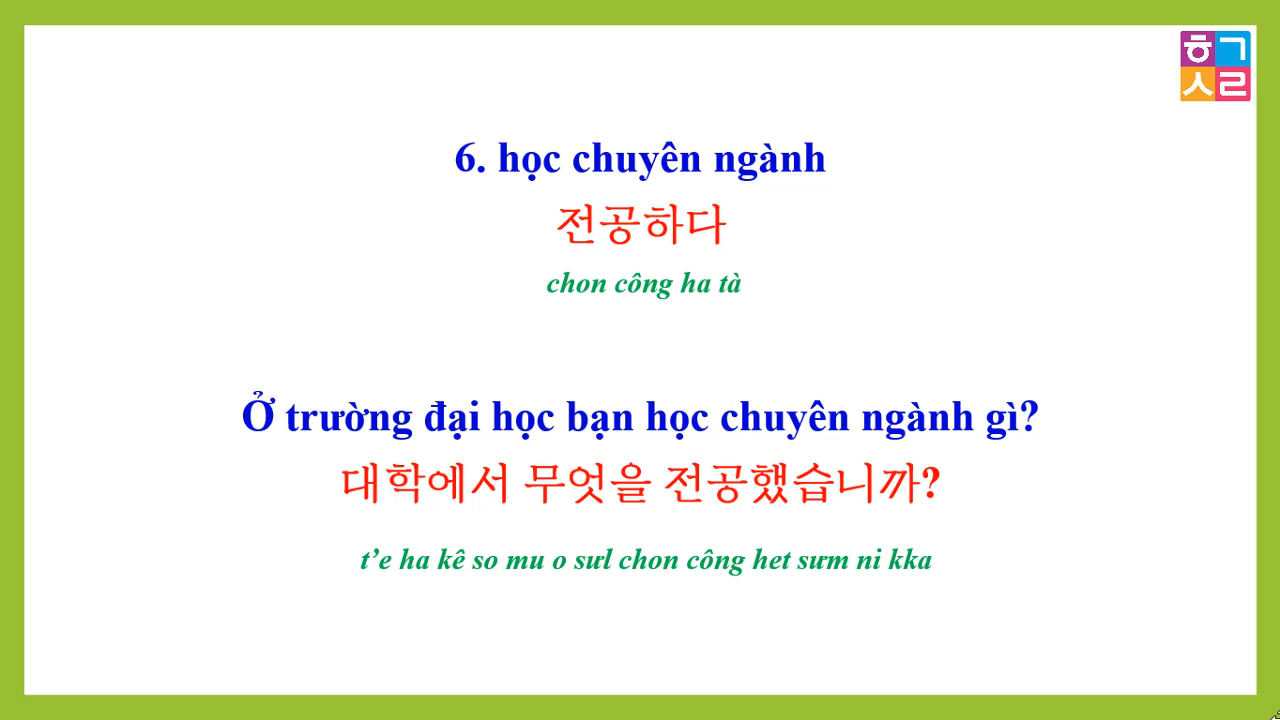 ㅎㄱ
ㅅㄹ
6. học chuyên ngành
전공하다
chon công ha tà
Ở trường đại học bạn học chuyên ngành gì?
대학에서 무엇을 전공했습니까?
t’e ha kê so mu o sưl chon công het sưm ni kka